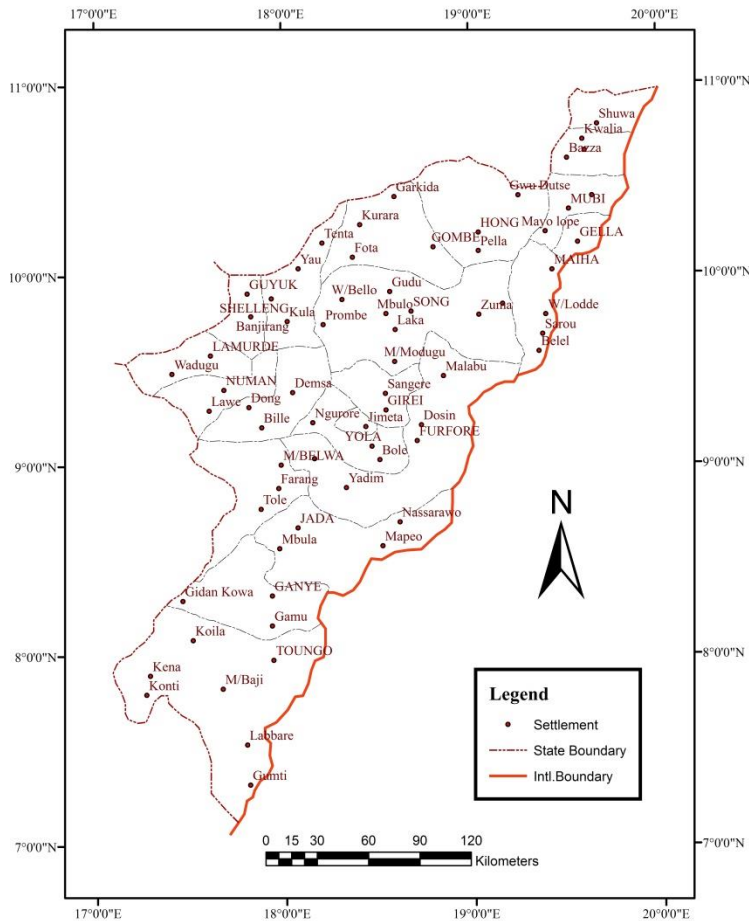 17°0'0"E
18°0'0"E
19°0'0"E
20°0'0"E
11°0'0"N
11°0'0"N
Shuwa
Kwalia
Bazza
Gwu Dutse
Garkida
MUBI
Kurara
HONG
Mayo lope
Tenta
GOMBE
Pella
GELLA
Fota
10°0'0"N
10°0'0"N
Yau
MAIHA
GUYUK
W/Bello
Gudu
SHELLENG
Mbulo
SONG
Zuma
W/Lodde
Banjirang
Kula
Prombe
Laka
Sarou
Belel
LAMURDE
M/Modugu
Wadugu
Malabu
NUMAN
Demsa
Sangere
Lawe
Dong
GIREI
Bille
Ngurore
Jimeta
Dosin
YOLA
FURFORE
Bole
9°0'0"N
9°0'0"N
M/BELWA
Farang
Yadim
Tole
JADA
Nassarawo
Mbula
Mapeo
N
Gidan Kowa
GANYE
Gamu
Koila
8°0'0"N
8°0'0"N
TOUNGO
Kena
Konti
M/Baji
Labbare
Gumti
Legend
Settlement
State Boundary
Intl.Boundary
7°0'0"N
7°0'0"N
0 15 30 60 90 120
Kilometers
17°0'0"E
18°0'0"E
19°0'0"E
20°0'0"E